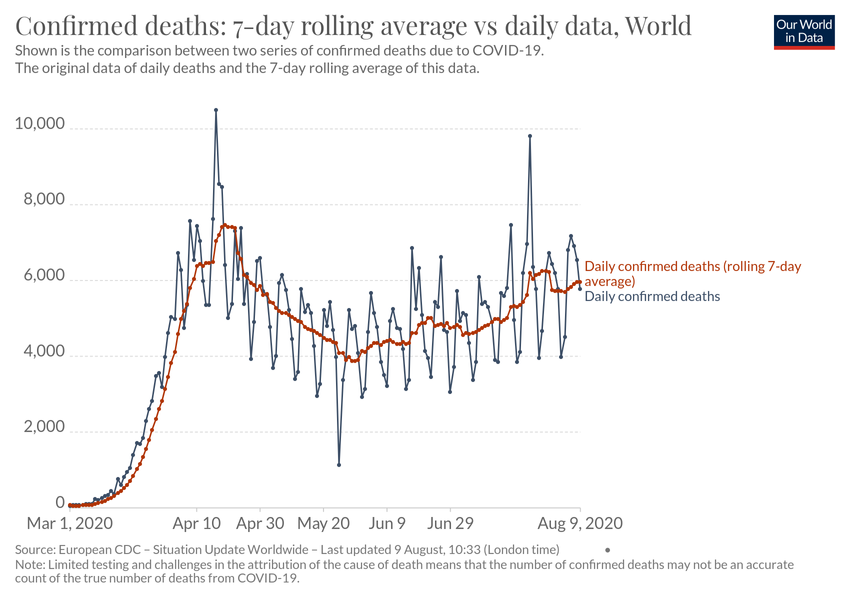 Confirmed deaths: 7-day rolling average vs daily data, World
Our World
in Data
Shown is the comparison between two series of confirmed deaths due to COVID-19.
The original data of daily deaths and the 7-day rolling average of this data.
10,000
8,000
6,000
4,000
2,000
0
Daily confirmed deaths (rolling 7-day
average)
Daily confirmed deaths
Mar 1, 2020 Apr 10 Apr 30 May 20 Jun 9 Jun 29 Aug 9, 2020
Source: European CDC – Situation Update Worldwide – Last updated 9 August, 10:33 (London time) •
Note: Limited testing and challenges in the attribution of the cause of death means that the number of confirmed deaths may not be an accurate
count of the true number of deaths from COVID-19.